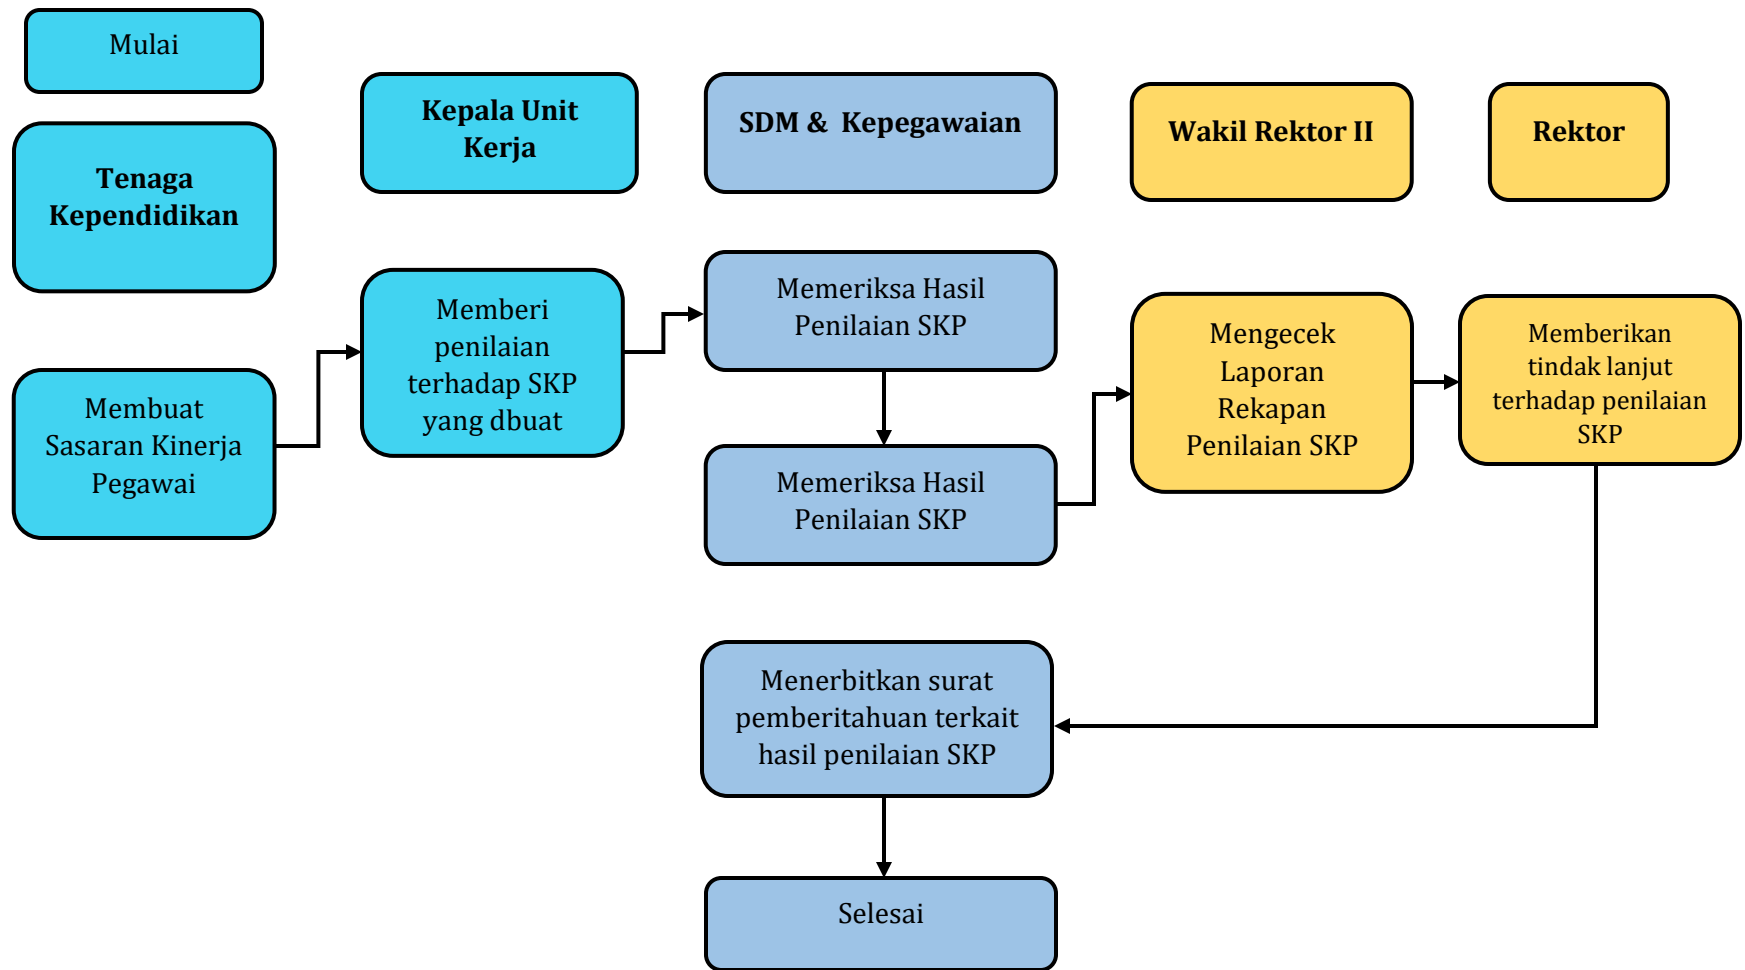 Mulai
Tenaga
Kependidikan
Kepala Unit
Kerja
SDM &  Kepegawaian
Wakil Rektor II
Rektor
Membuat
Sasaran Kinerja
Pegawai
Memberi
penilaian
terhadap SKP
yang dbuat
Memeriksa Hasil
Penilaian SKP
Memeriksa Hasil
Penilaian SKP
Mengecek
Laporan
Rekapan
Penilaian SKP
Memberikan
tindak lanjut
terhadap penilaian
SKP
Menerbitkan surat
pemberitahuan terkait
hasil penilaian SKP
Selesai